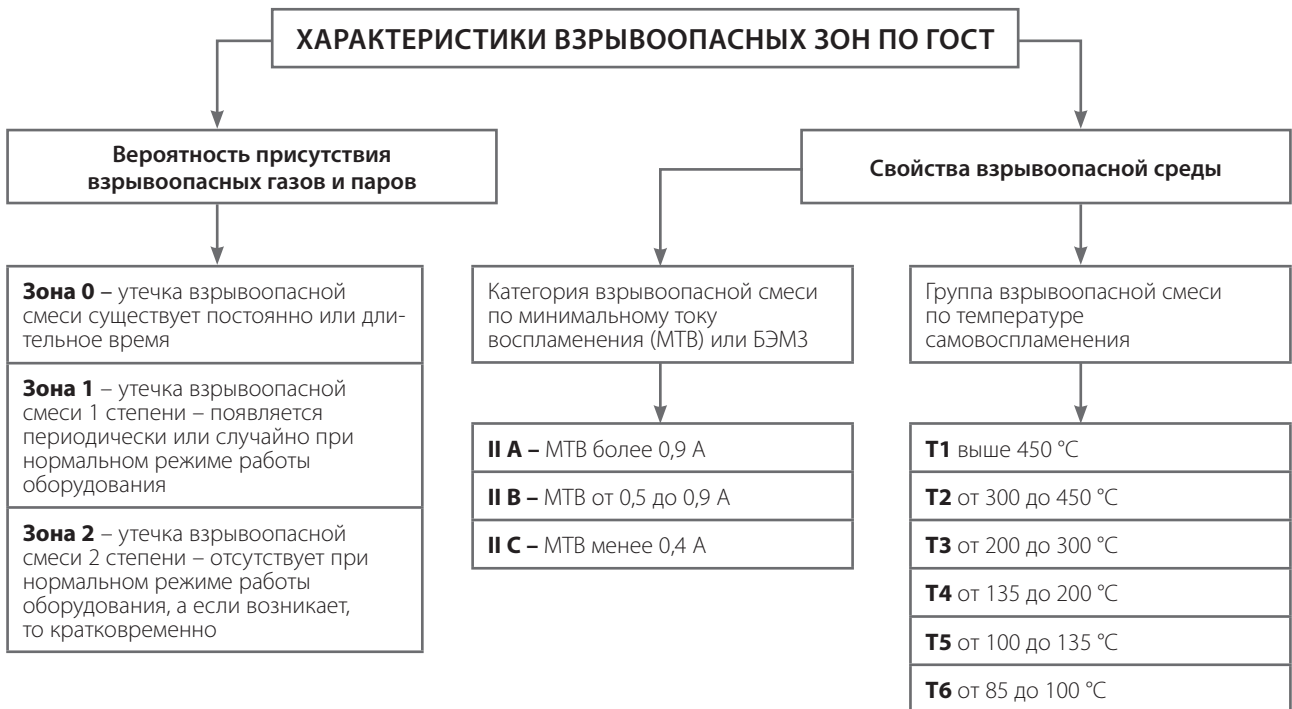 ХАРАКТЕРИСТИКИ ВЗРЫВООПАСНЫХ ЗОН ПО ГОСТ
Вероятность присутствия
взрывоопасных газов и паров
Свойства взрывоопасной среды
Зона 0 – утечка взрывоопасной
смеси существует постоянно или дли-
тельное время
Зона 1 – утечка взрывоопасной
смеси 1 степени – появляется
периодически или случайно при
нормальном режиме работы
оборудования
Зона 2 – утечка взрывоопасной
смеси 2 степени – отсутствует при
нормальном режиме работы
оборудования, а если возникает,
то кратковременно
Категория взрывоопасной смеси
по минимальному току
воспламенения (МТВ) или БЭМЗ
II A – МТВ более 0,9 А
II B – МТВ от 0,5 до 0,9 А
II C – МТВ менее 0,4 А
Группа взрывоопасной смеси
по температуре
самовоспламенения
T1 выше 450 °C
T2 от 300 до 450 °C
T3 от 200 до 300 °C
T4 от 135 до 200 °C
T5 от 100 до 135 °C
T6 от 85 до 100 °C